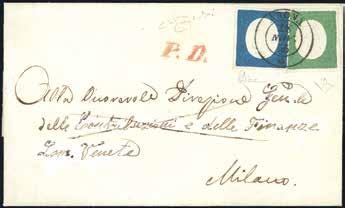 P.D.
Alla Onorevole Direzione Gen.le
delle Contribuzioni e delle Finanze
Lom. Veneta
Milano.